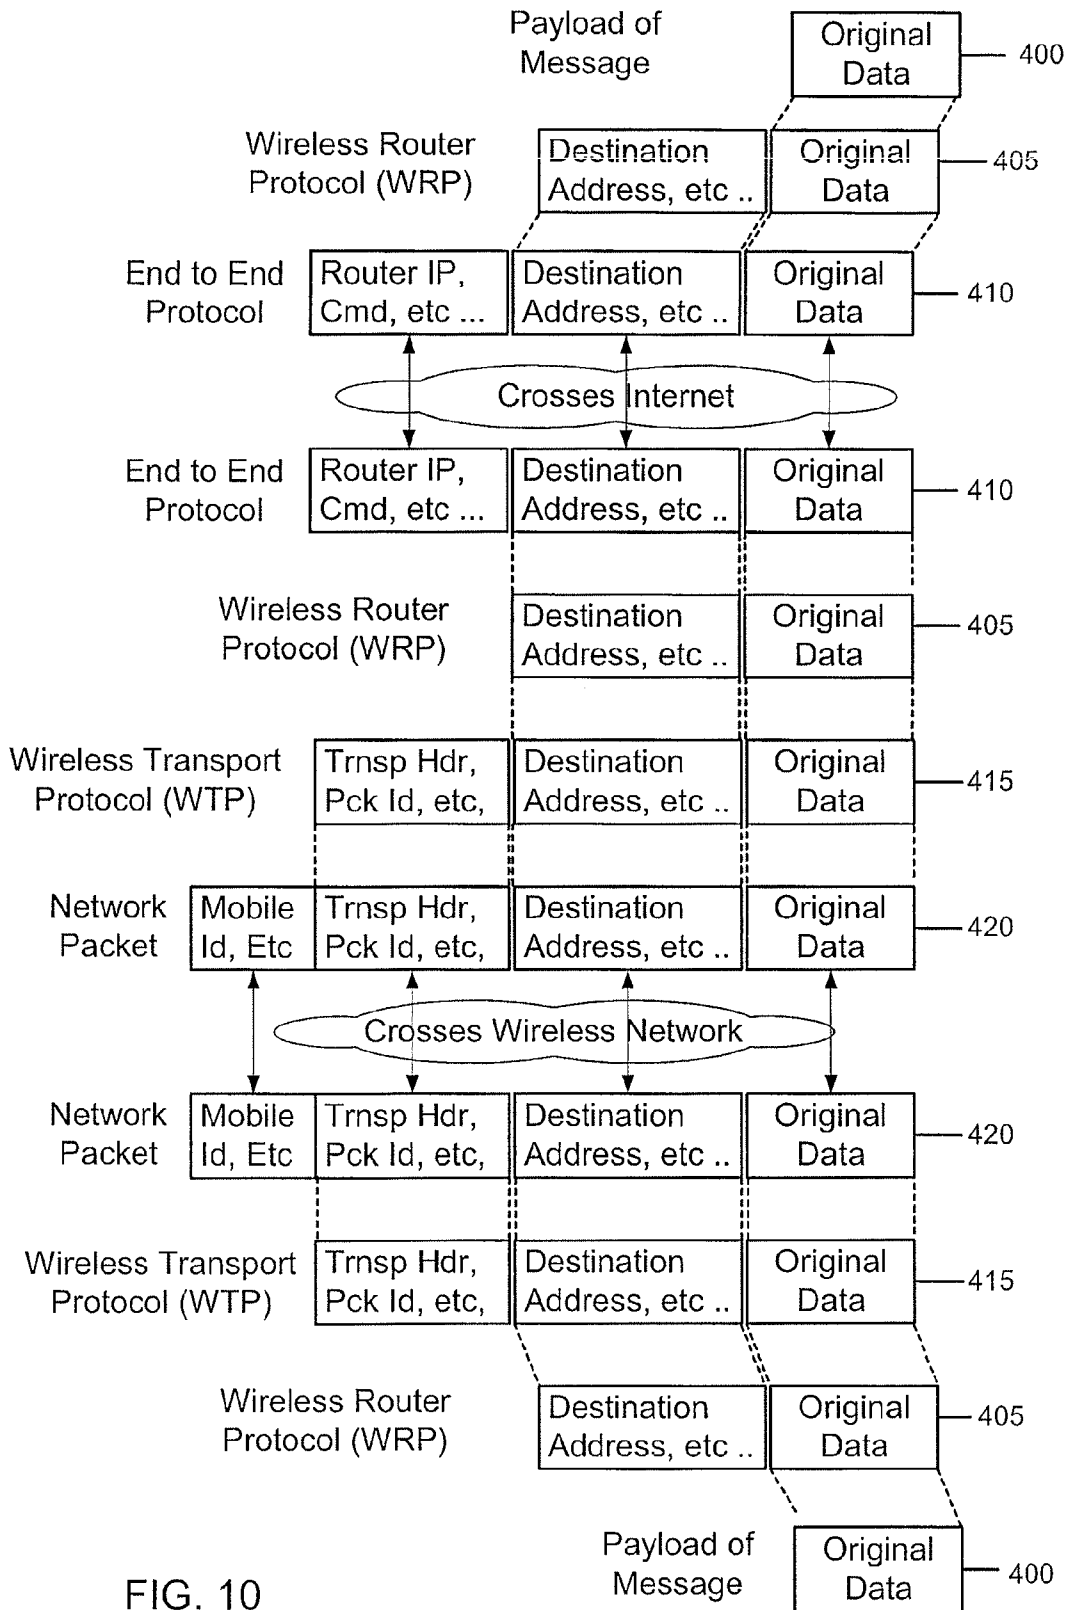 Payload of
Message
Original
Data
400
Wireless Router
Protocol (WRP)
Destination
Address, etc ..
Original
Data
405
End to End
Protocol
Router IP,
Cmd, etc ...
Destination
Address, etc ..
Original
Data
410
Crosses Internet
End to End
Protocol
Router IP,
Cmd, etc ...
Destination
Address, etc ..
Original
Data
410
Wireless Router
Protocol (WRP)
Destination
Address, etc ..
Original
Data
405
Wireless Transport
Protocol (WTP)
Trnsp Hdr,
Pck Id, etc,
Destination
Address, etc ..
Original
Data
415
Network
Packet
Mobile
Id, Etc
Trnsp Hdr,
Pck Id, etc,
Destination
Address, etc ..
Original
Data
420
Crosses Wireless Network
Network
Packet
Mobile
Id, Etc
Trnsp Hdr,
Pck Id, etc,
Destination
Address, etc ..
Original
Data
420
Wireless Transport
Protocol (WTP)
Trnsp Hdr,
Pck Id, etc,
Destination
Address, etc ..
Original
Data
415
Wireless Router
Protocol (WRP)
Destination
Address, etc ..
Original
Data
405
Payload of
Message
Original
Data
400
FIG. 10